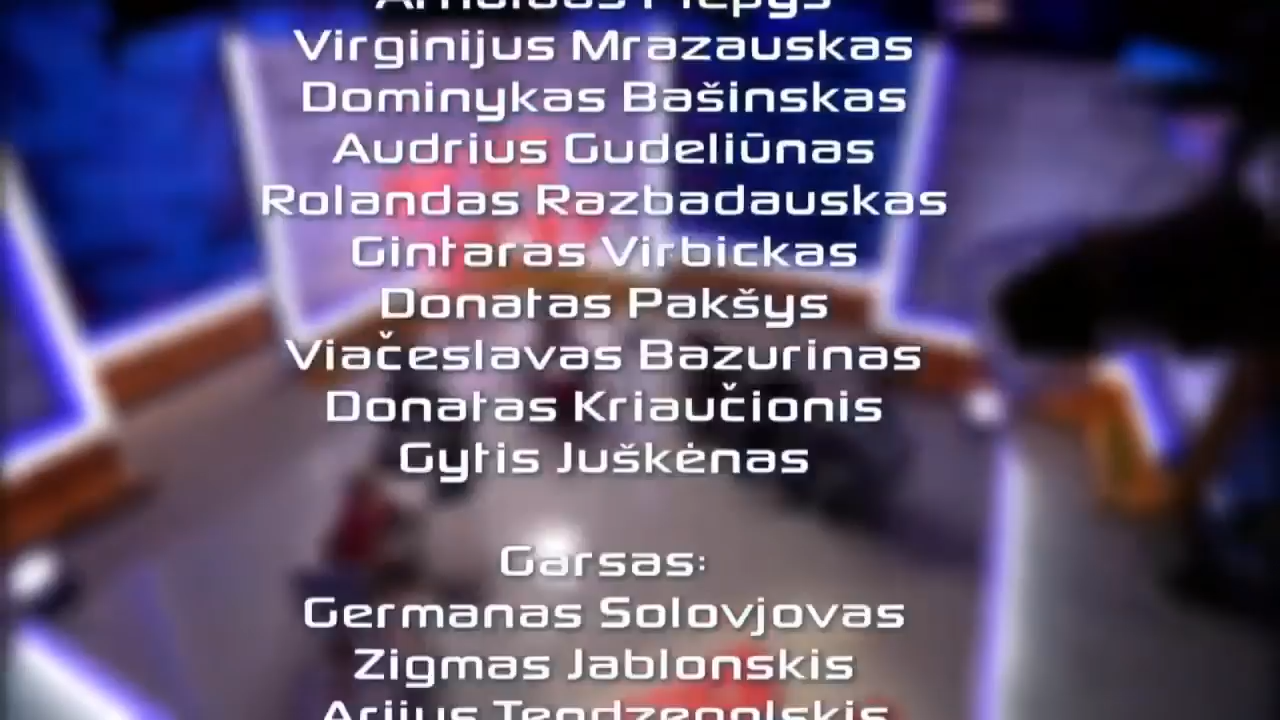 Virginijus Mrazauskas
Dominykas Bašinskas
Audrius Gudeliūnas
Rolandas Razbadauskas
Gintaras Virbickas
Donatas Pakšys
Viačeslavas Bazurinas
Donatas Kriaučionis
Gytis Juškėnas
Garsas:
Germanas Solovjovas
Zigmas Jablonskis